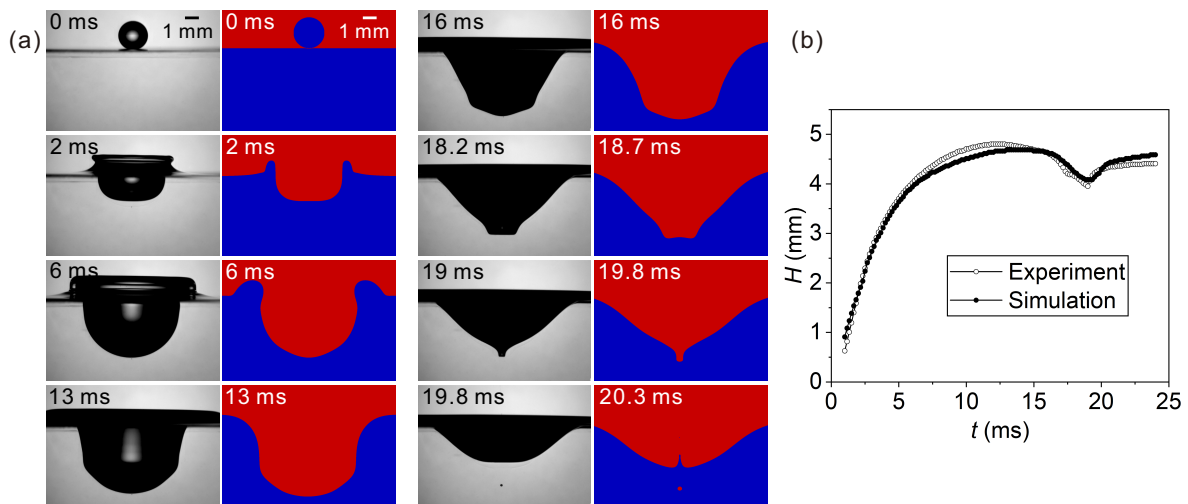 (a)
0 ms
1 mm
0 ms
1 mm
2 ms
2 ms
6 ms
6 ms
13 ms
13 ms
16 ms
16 ms
18.2 ms
18.7 ms
19 ms
19.8 ms
19.8 ms
20.3 ms
(b)
H (mm)
5
4
3
2
1
0
Experiment
Simulation
0 5 10 15 20 25
t (ms)